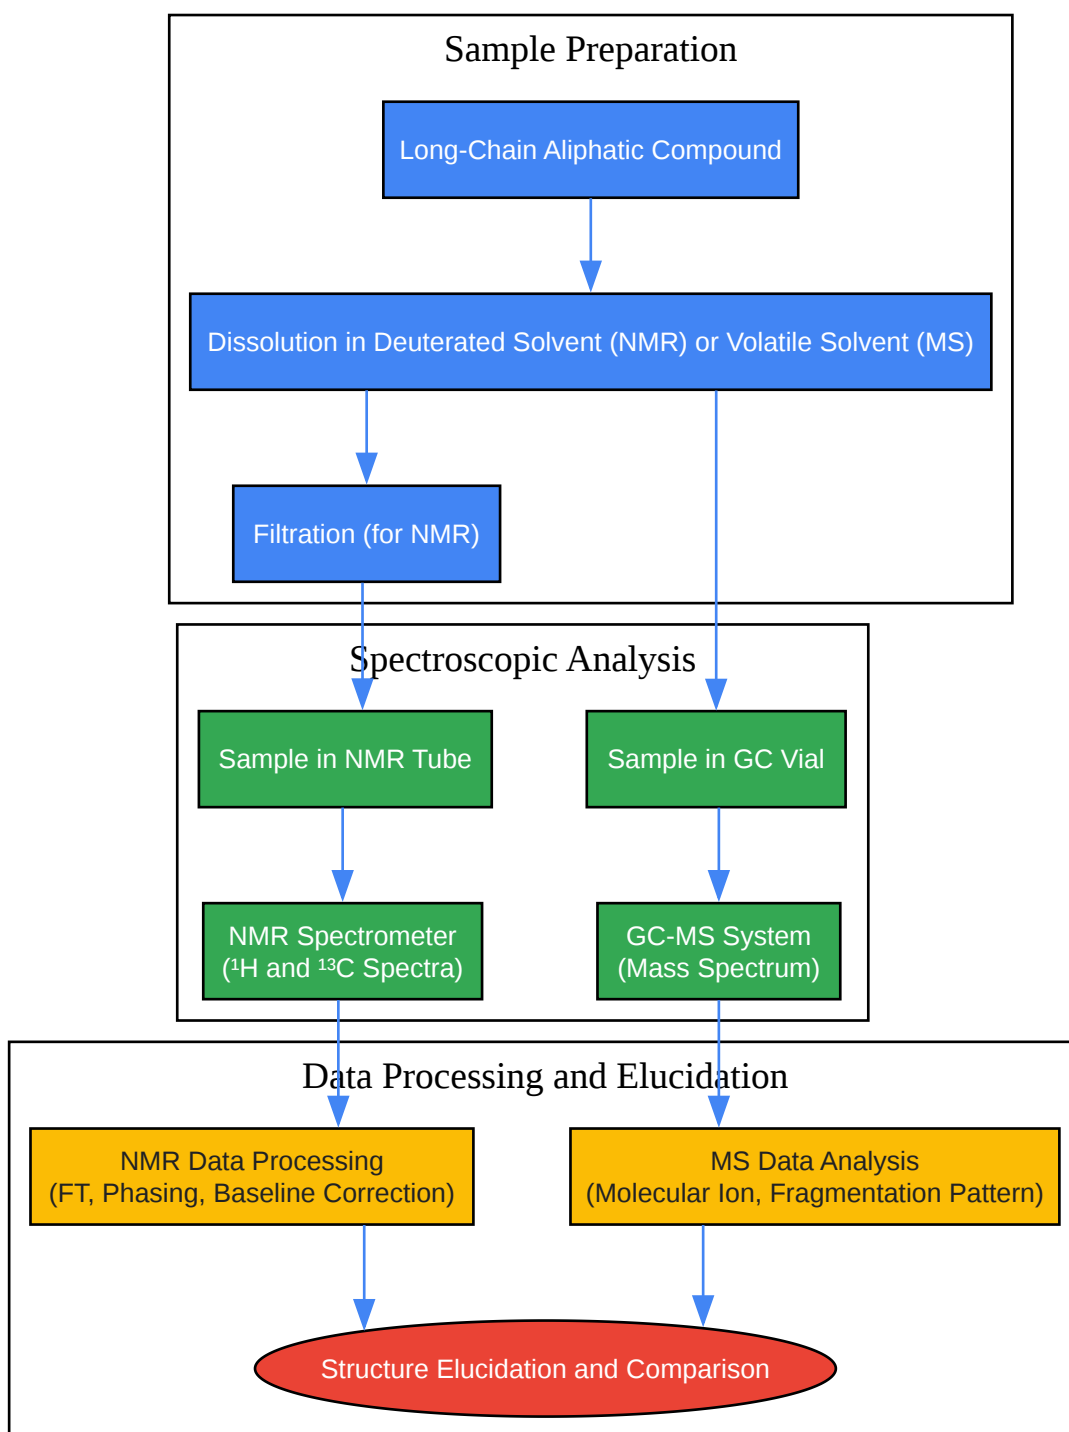 Sample Preparation
Long-Chain Aliphatic Compound
Dissolution in Deuterated Solvent (NMR) or Volatile Solvent (MS)
Filtration (for NMR)
Spectroscopic Analysis
Sample in NMR Tube
Sample in GC Vial
NMR Spectrometer
(¹H and ¹³C Spectra)
GC-MS System
(Mass Spectrum)
Data Processing and Elucidation
NMR Data Processing
(FT, Phasing, Baseline Correction)
MS Data Analysis
(Molecular Ion, Fragmentation Pattern)
Structure Elucidation and Comparison